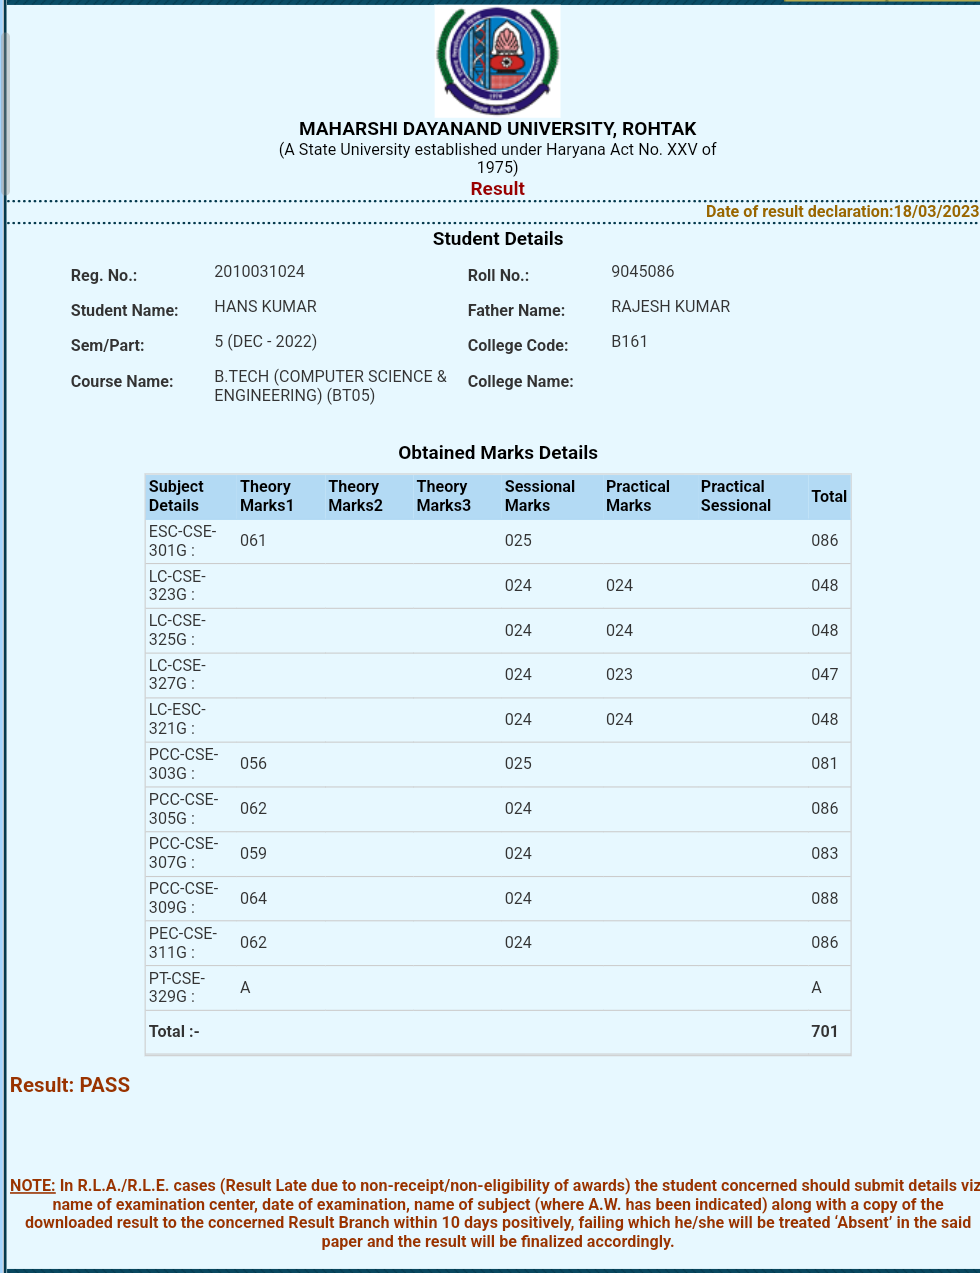 MAHARSHI DAYANAND UNIVERSITY, ROHTAK
(A State University established under Haryana Act No. XXV of
1975)
Result
Date of result declaration:18/03/2023
Student Details
Reg. No.: 2010031024 Roll No.: 9045086
Student Name: HANS KUMAR Father Name: RAJESH KUMAR
Sem/Part: 5 (DEC - 2022) College Code: B161
Course Name: B.TECH (COMPUTER SCIENCE & College Name:
ENGINEERING) (BT05)
Obtained Marks Details
Subject Theory Theory Theory Sessional Practical Practical Total
Details Marks1 Marks2 Marks3 Marks Marks Sessional
ESC-CSE- 061 025 086
301G :
LC-CSE- 024 024 048
323G :
LC-CSE- 024 024 048
325G :
LC-CSE- 024 023 047
327G :
LC-ESC- 024 024 048
321G :
PCC-CSE- 056 025 081
303G :
PCC-CSE- 062 024 086
305G :
PCC-CSE- 059 024 083
307G :
PCC-CSE- 064 024 088
309G :
PEC-CSE- 062 024 086
311G :
PT-CSE- A A
329G :
Total :- 701
Result: PASS
NOTE: In R.L.A./R.L.E. cases (Result Late due to non-receipt/non-eligibility of awards) the student concerned should submit details viz
name of examination center, date of examination, name of subject (where A.W. has been indicated) along with a copy of the
downloaded result to the concerned Result Branch within 10 days positively, failing which he/she will be treated ‘Absent’ in the said
paper and the result will be finalized accordingly.